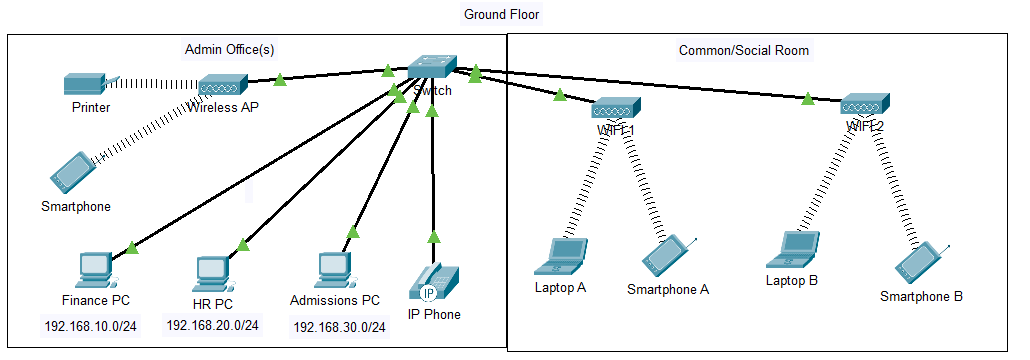 Ground Floor
Admin Office(s)
Common/Social Room
Switch
Printer
Wireless AP
WIFI 1
WIFI 2
Smartphone
Finance PC
HR PC
Admissions PC
IP
IP Phone
192.168.10.0/24
192.168.20.0/24
192.168.30.0/24
Laptop A
Smartphone A
Laptop B
Smartphone B